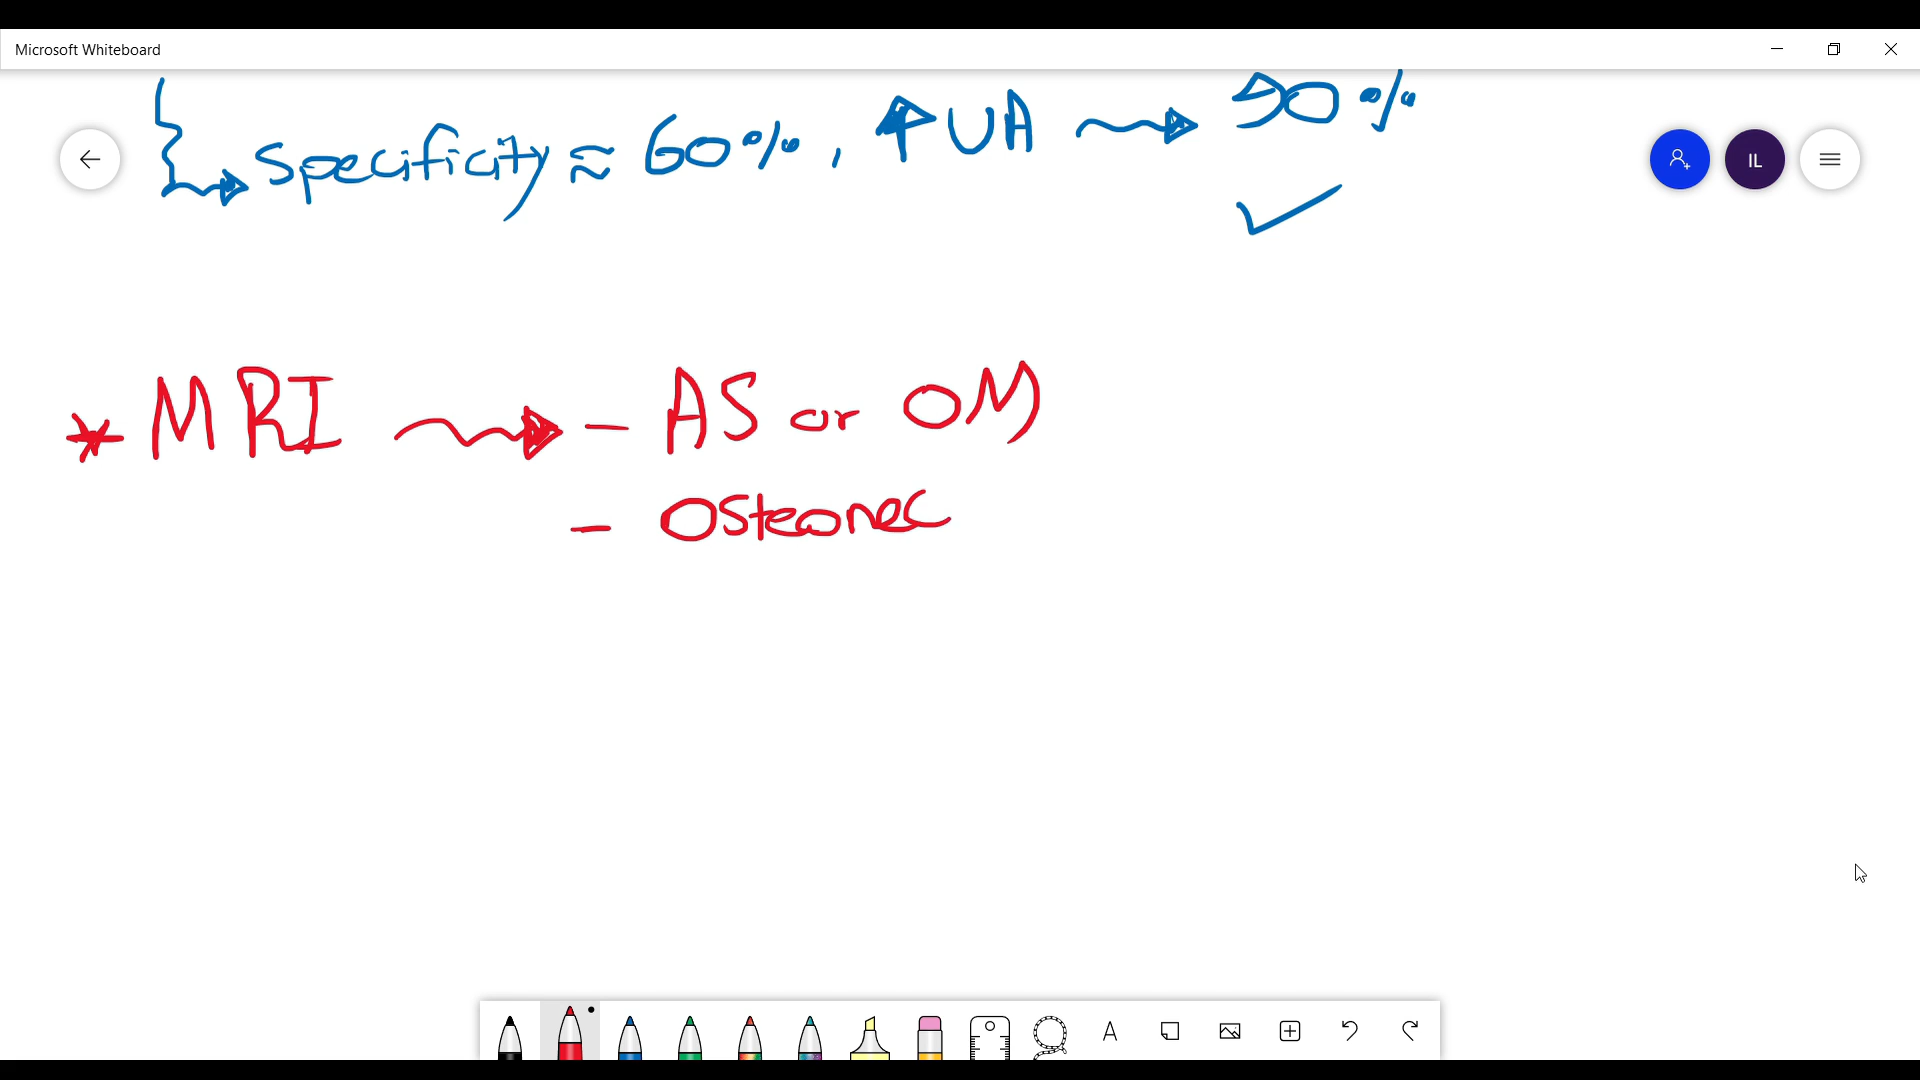 Microsoft Whiteboard
Specificity ≈ 60%, ↑ UA → 90%
IL
* MRI → - AS or OM
- Osteonec
A